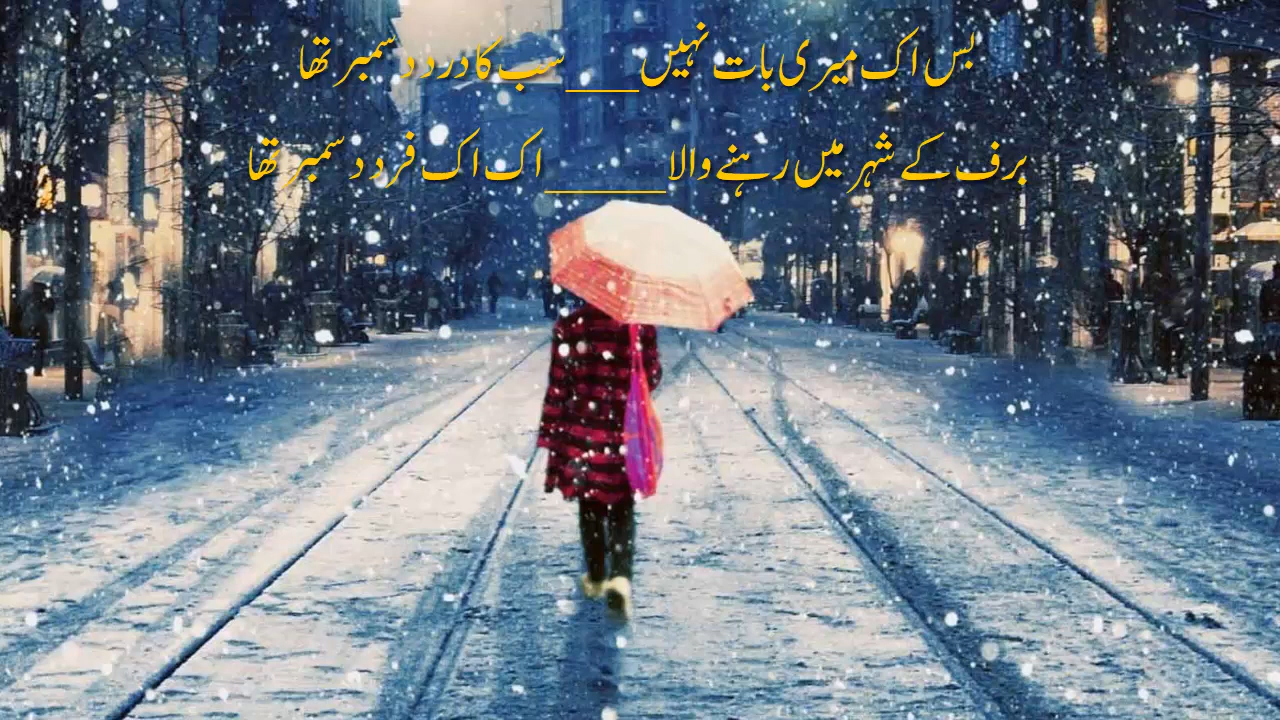 بس اک میری بات نہیں ____ سب کا درد دسمبر تھا
برف کے شہر میں رہنے والا ______ اک اک فرد دسمبر تھا